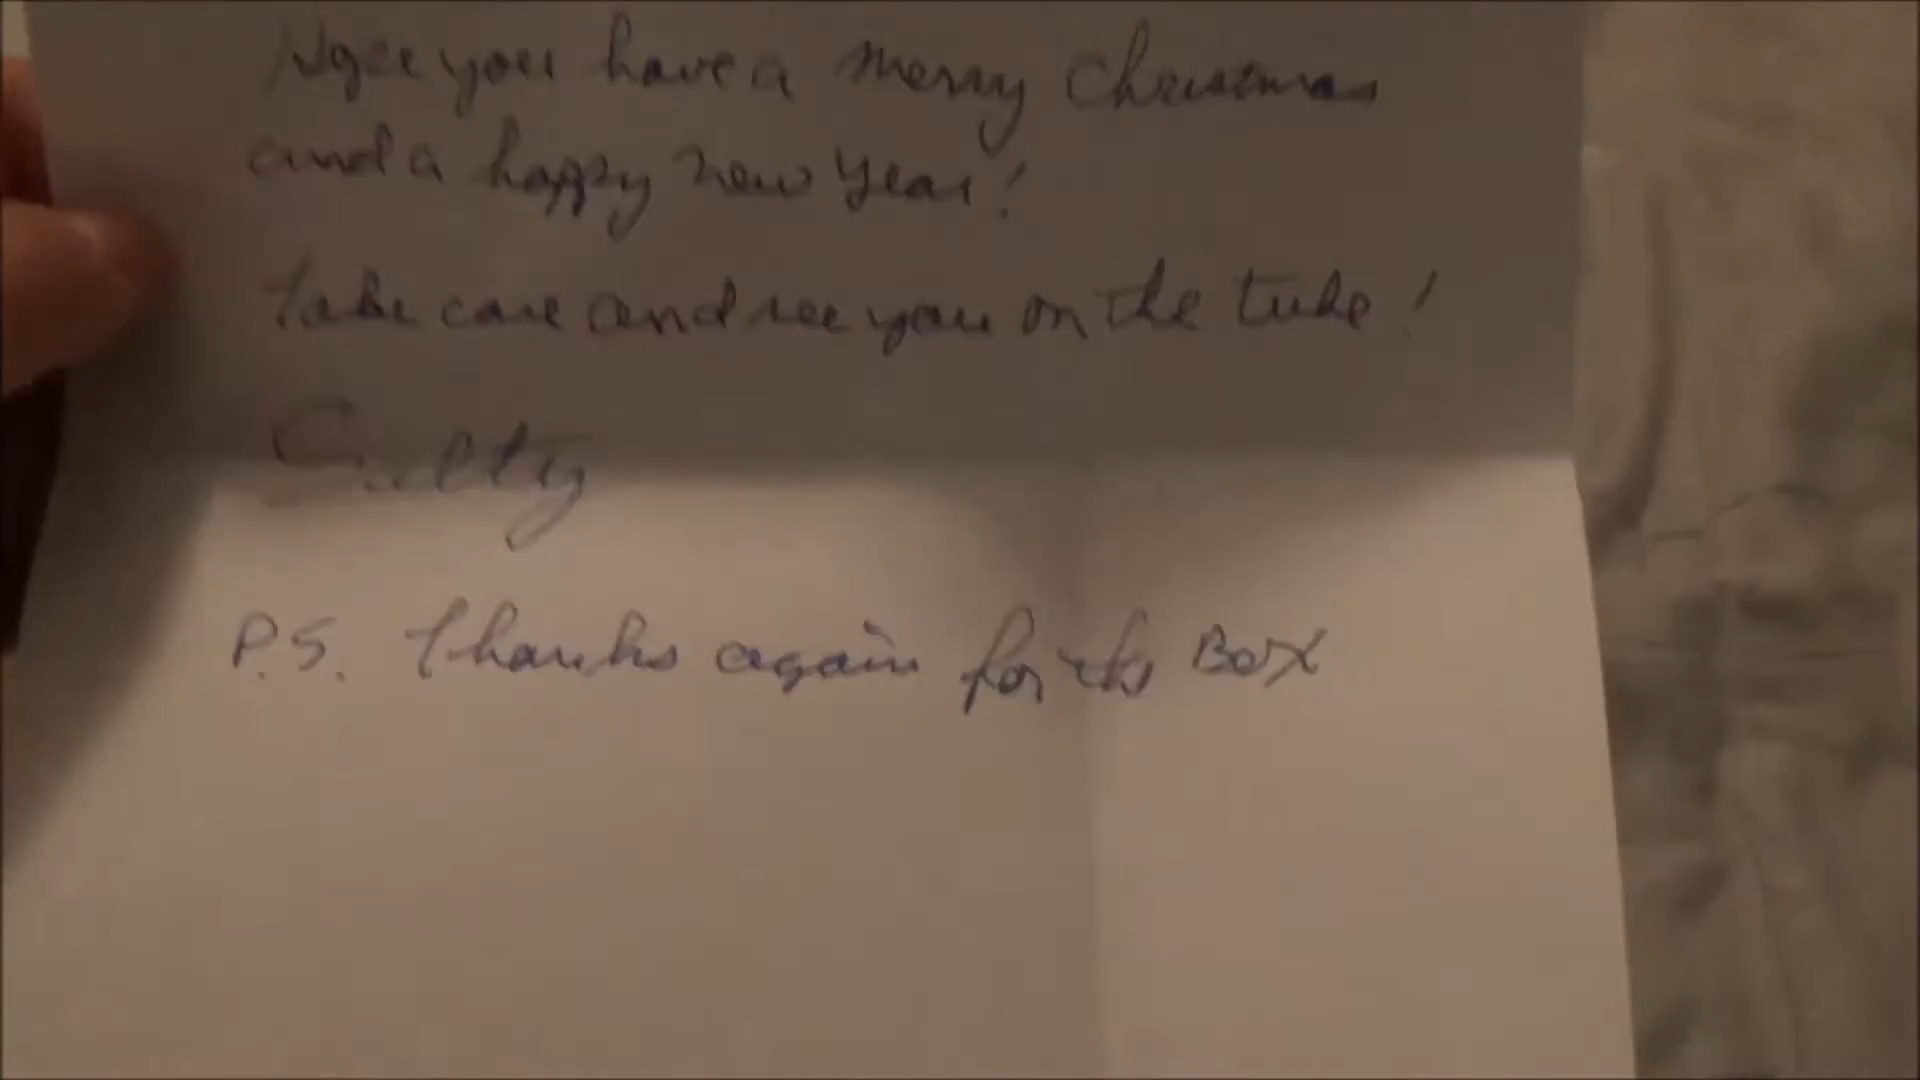 you have a merry Christmas
and a happy new year!
Take care and see you on the tube!
Salty
P.S. Thanks again for the Box